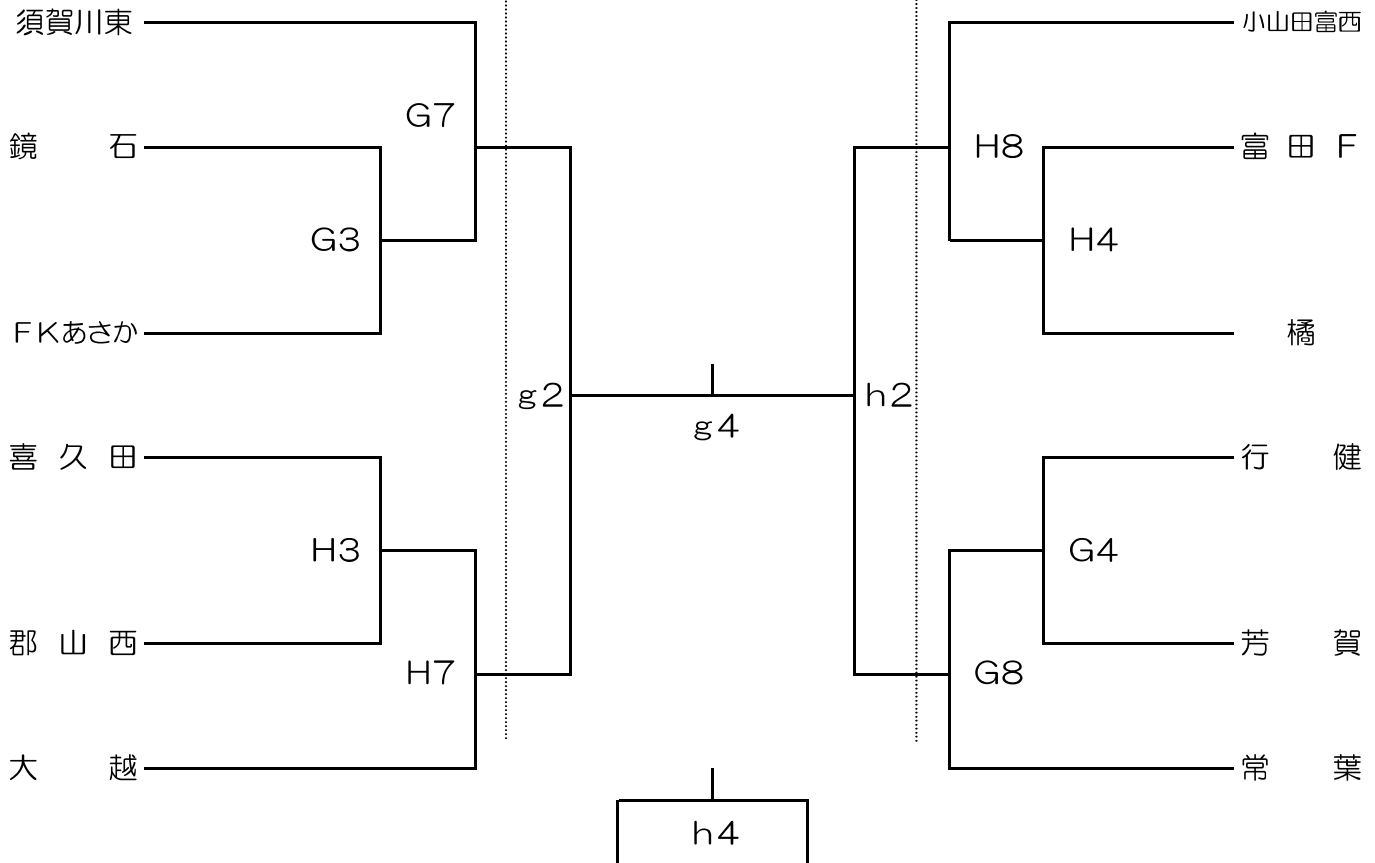 須賀川東
小山田富西
G7
鏡 石
H8
富 田 F
G3
H4
FKあさか
橘
g2
h2
g4
喜 久 田
行 健
H3
G4
郡 山 西
芳 賀
H7
G8
大 越
常 葉
h4